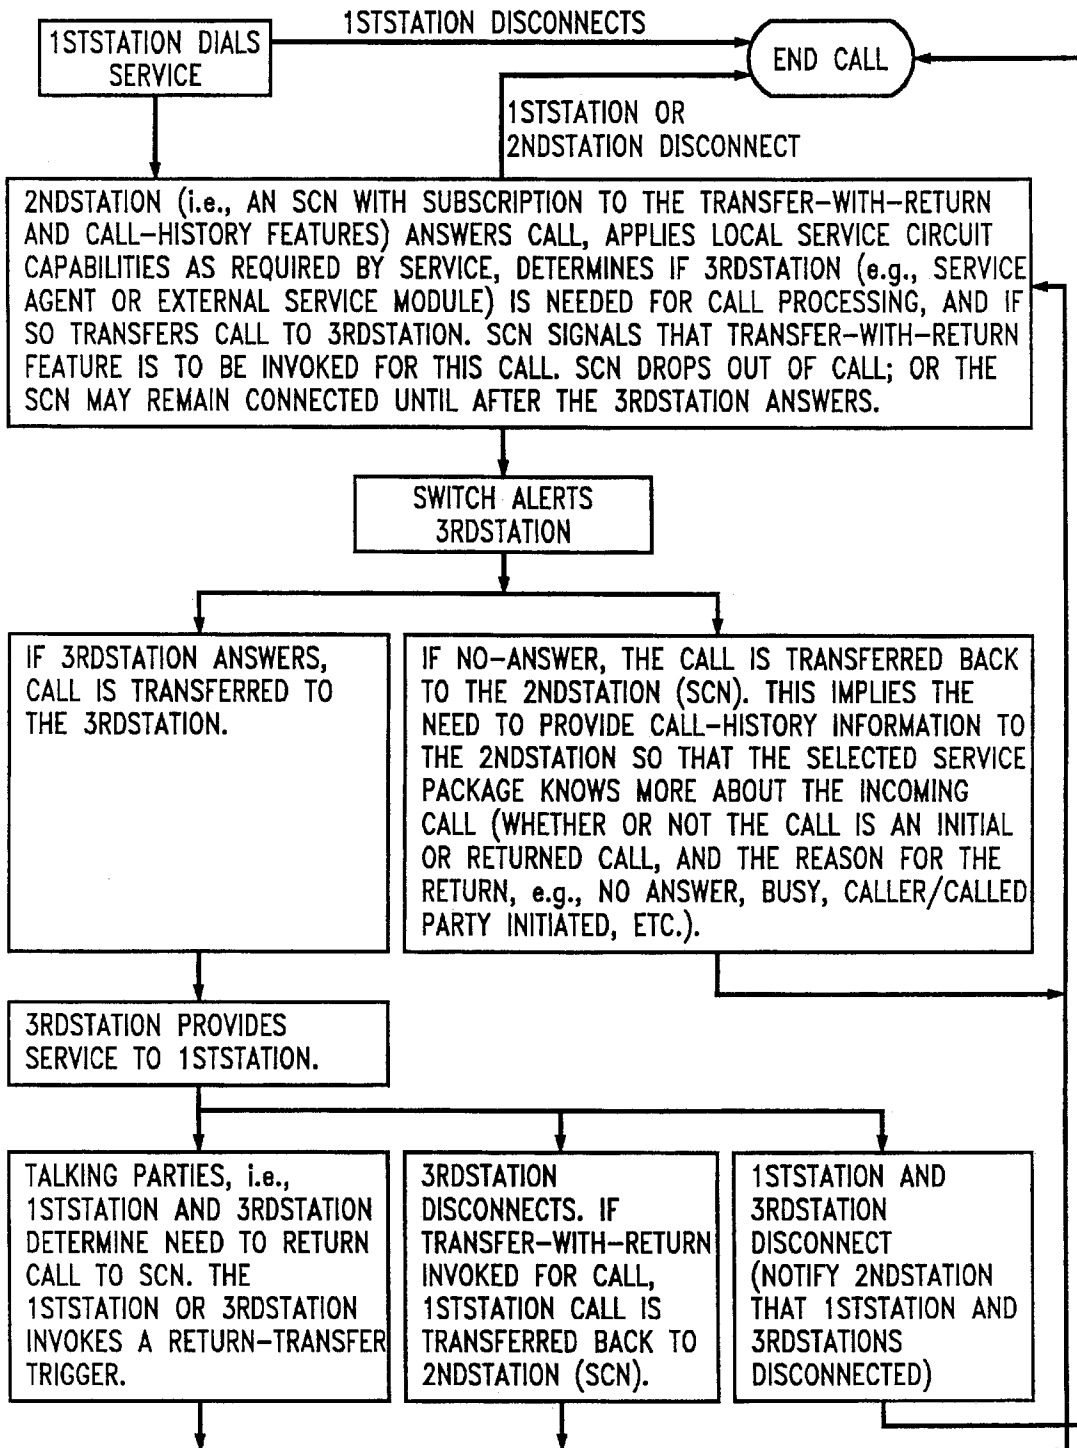 1STSTATION DISCONNECTS
1STSTATION DIALS
SERVICE
END CALL
1STSTATION OR
2NDSTATION DISCONNECT
2NDSTATION (i.e., AN SCN WITH SUBSCRIPTION TO THE TRANSFER-WITH-RETURN
AND CALL-HISTORY FEATURES) ANSWERS CALL, APPLIES LOCAL SERVICE CIRCUIT
CAPABILITIES AS REQUIRED BY SERVICE, DETERMINES IF 3RDSTATION (e.g., SERVICE
AGENT OR EXTERNAL SERVICE MODULE) IS NEEDED FOR CALL PROCESSING, AND IF
SO TRANSFERS CALL TO 3RDSTATION. SCN SIGNALS THAT TRANSFER-WITH-RETURN
FEATURE IS TO BE INVOKED FOR THIS CALL. SCN DROPS OUT OF CALL; OR THE
SCN MAY REMAIN CONNECTED UNTIL AFTER THE 3RDSTATION ANSWERS.
SWITCH ALERTS
3RDSTATION
IF 3RDSTATION ANSWERS,
CALL IS TRANSFERRED TO
THE 3RDSTATION.
IF NO-ANSWER, THE CALL IS TRANSFERRED BACK
TO THE 2NDSTATION (SCN). THIS IMPLIES THE
NEED TO PROVIDE CALL-HISTORY INFORMATION TO
THE 2NDSTATION SO THAT THE SELECTED SERVICE
PACKAGE KNOWS MORE ABOUT THE INCOMING
CALL (WHETHER OR NOT THE CALL IS AN INITIAL
OR RETURNED CALL, AND THE REASON FOR THE
RETURN, e.g., NO ANSWER, BUSY, CALLER/CALLED
PARTY INITIATED, ETC.).
3RDSTATION PROVIDES
SERVICE TO 1STSTATION.
TALKING PARTIES, i.e.,
1STSTATION AND 3RDSTATION
DETERMINE NEED TO RETURN
CALL TO SCN. THE
1STSTATION OR 3RDSTATION
INVOKES A RETURN-TRANSFER
TRIGGER.
3RDSTATION
DISCONNECTS. IF
TRANSFER-WITH-RETURN
INVOKED FOR CALL,
1STSTATION CALL IS
TRANSFERRED BACK TO
2NDSTATION (SCN).
1STSTATION AND
3RDSTATION
DISCONNECT
(NOTIFY 2NDSTATION
THAT 1STSTATION AND
3RDSTATIONS
DISCONNECTED)